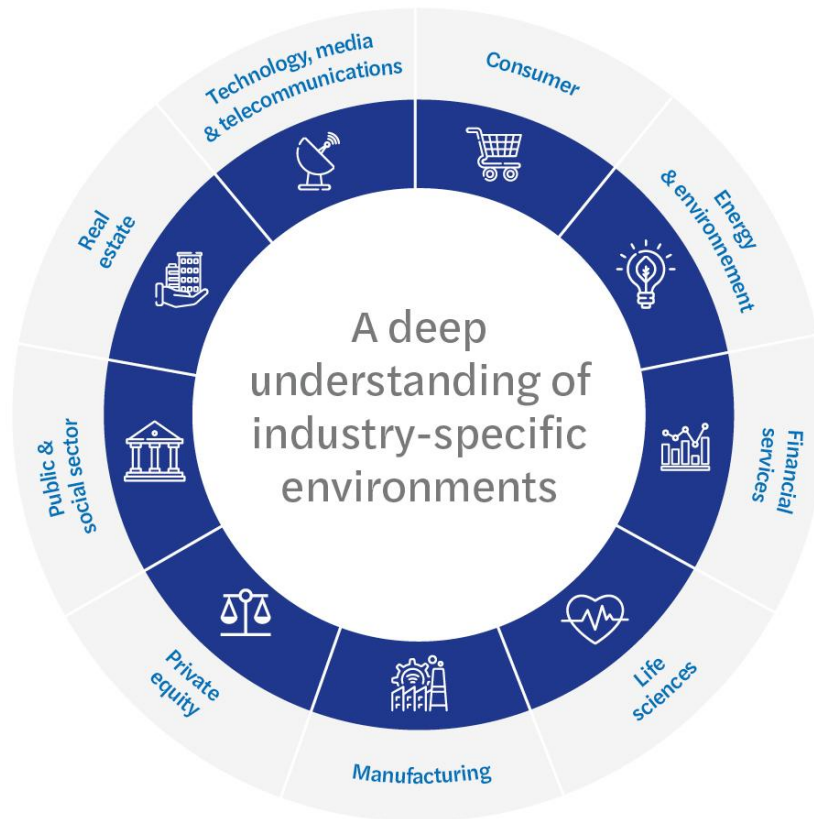 Technology, media
& telecommunications
Consumer
Energy
& environnement
Financial
services
Life
sciences
Manufacturing
Private
equity
Public &
social sector
Real
estate
A deep
understanding of
industry-specific
environments